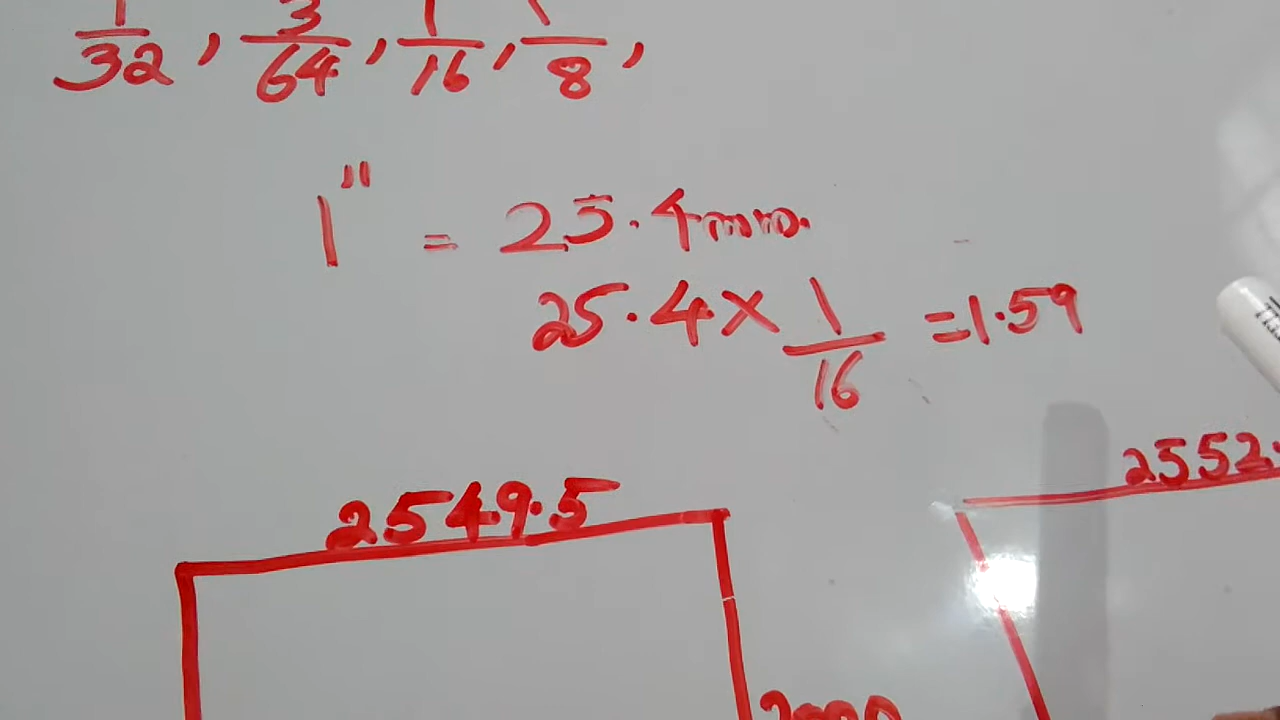 1/32, 3/64, 1/16, 1/8,
1" = 25.4mm.
25.4 × 1/16 = 1.59
2549.5
2552.